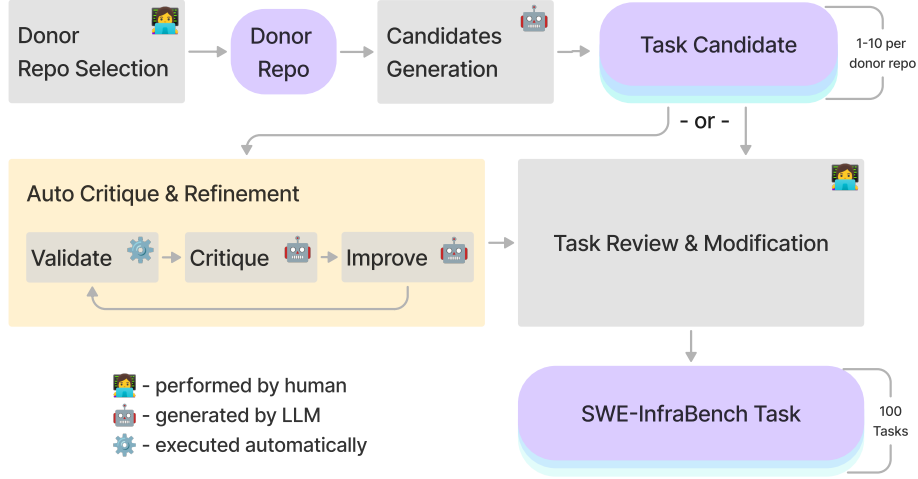 Donor
Repo Selection
Donor
Repo
Candidates
Generation
Task Candidate
1-10 per
donor repo
- or -
Auto Critique & Refinement
Validate
Critique
Improve
Task Review & Modification
- performed by human
- generated by LLM
- executed automatically
SWE-InfraBench Task
100
Tasks